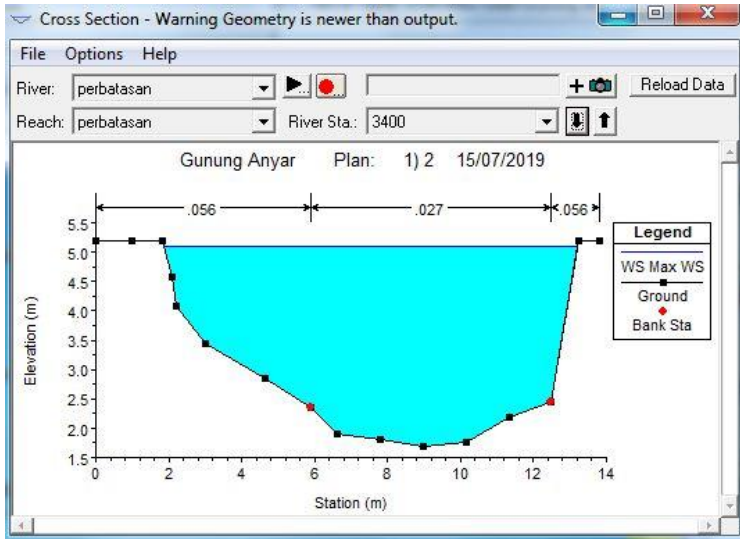 Cross Section - Warning Geometry is newer than output.
File Options Help
River: perbatasan Reload Data
Reach: perbatasan River Sta.: 3400
Gunung Anyar Plan: 1) 2 15/07/2019
.056 .027 .056
5.5
5.0
4.5
4.0
3.5
3.0
2.5
2.0
1.5
Elevation (m)
0 2 4 6 8 10 12 14
Station (m)
Legend
WS Max WS
Ground
Bank Sta